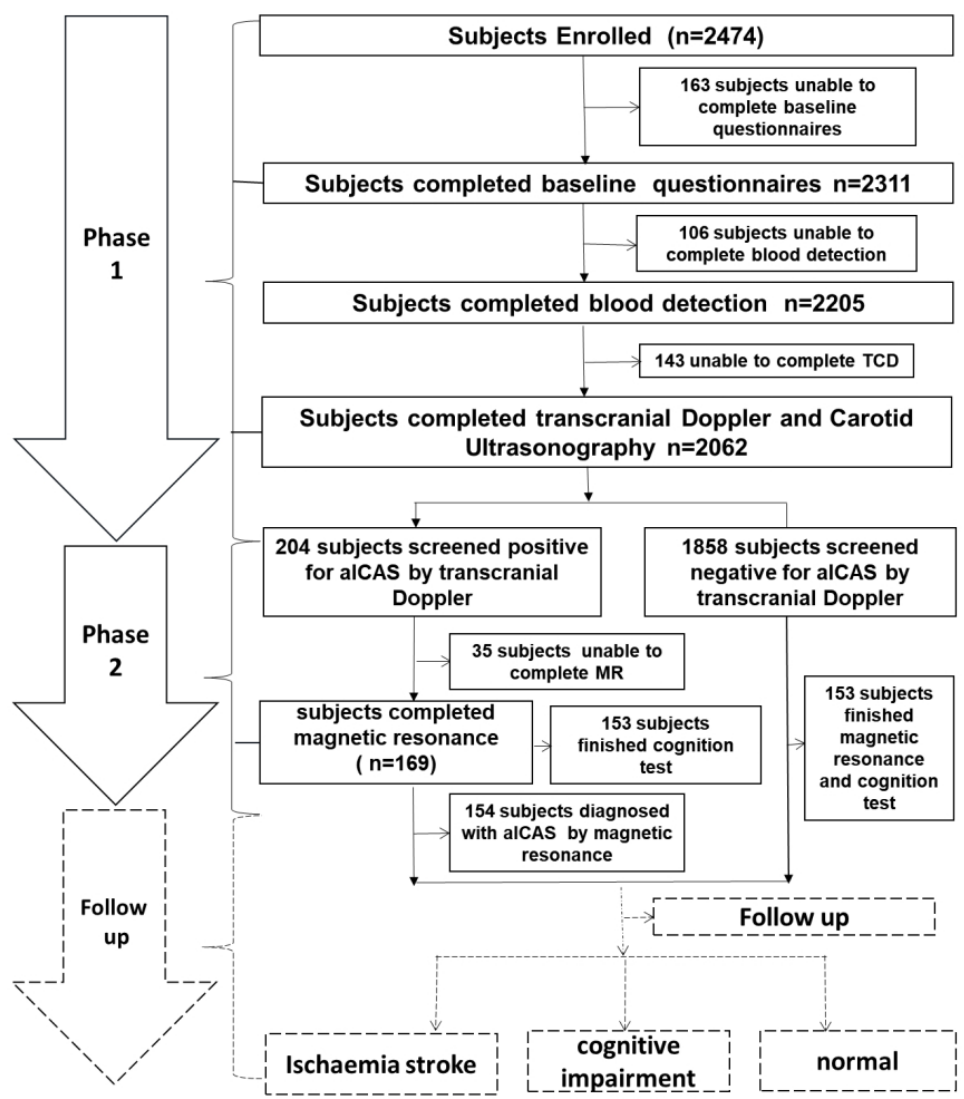 Subjects Enrolled (n=2474)
163 subjects unable to
complete baseline
questionnaires
Subjects completed baseline questionnaires n=2311
Phase
1
106 subjects unable to
complete blood detection
Subjects completed blood detection n=2205
143 unable to complete TCD
Subjects completed transcranial Doppler and Carotid
Ultrasonography n=2062
204 subjects screened positive
for aICAS by transcranial
Doppler
1858 subjects screened
negative for aICAS by
transcranial Doppler
Phase
2
35 subjects unable to
complete MR
subjects completed
magnetic resonance
( n=169)
153 subjects
finished cognition
test
153 subjects
finished
magnetic
resonance
and cognition
test
154 subjects diagnosed
with aICAS by magnetic
resonance
Follow
up
Follow up
Ischaemia stroke
cognitive
impairment
normal